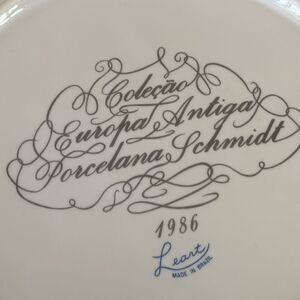 Coleção
Europa Antiga
Porcelana Schmidt
1986
Leart
MADE IN BRAZIL